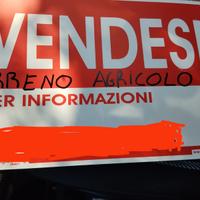 VENDESI
RRENO AGRICOLO
ER INFORMAZIONI